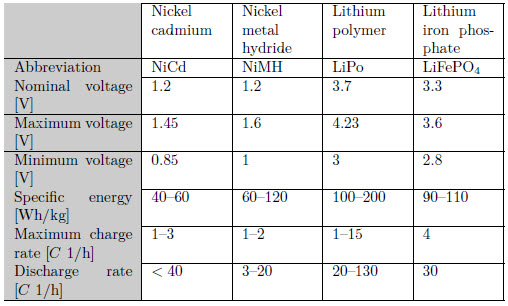 Nickel cadmium Nickel metal hydride Lithium polymer Lithium iron phos-phate
Abbreviation NiCd NiMH LiPo LiFePO₄
Nominal voltage [V] 1.2 1.2 3.7 3.3
Maximum voltage [V] 1.45 1.6 4.23 3.6
Minimum voltage [V] 0.85 1 3 2.8
Specific energy [Wh/kg] 40–60 60–120 100–200 90–110
Maximum charge rate [C 1/h] 1–3 1–2 1–15 4
Discharge rate [C 1/h] < 40 3–20 20–130 30